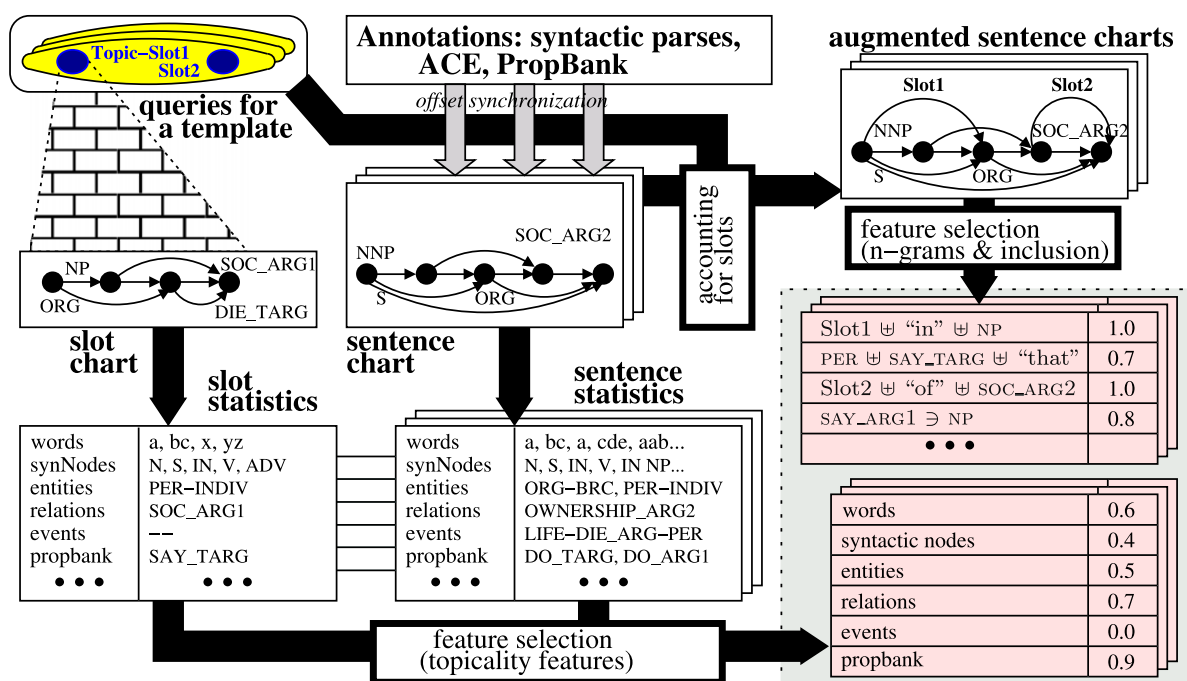 Topic-Slot1
Slot2
queries for
a template
Annotations: syntactic parses,
ACE, PropBank
offset synchronization
augmented sentence charts
Slot1
Slot2
NNP
SOC_ARG2
S
ORG
accounting
for slots
feature selection
(n-grams & inclusion)
NP
SOC_ARG1
ORG
DIE_TARG
slot
chart
NNP
SOC_ARG2
S
ORG
sentence
chart
slot
statistics
sentence
statistics
Slot1 ⊎ “in” ⊎ NP 1.0
PER ⊎ SAY_TARG ⊎ “that” 0.7
Slot2 ⊎ “of” ⊎ SOC_ARG2 1.0
SAY_ARG1 ∋ NP 0.8
• • •
words a, bc, x, yz
synNodes N, S, IN, V, ADV
entities PER-INDIV
relations SOC_ARG1
events --
propbank SAY_TARG
• • • • • •
words a, bc, a, cde, aab...
synNodes N, S, IN, V, IN NP...
entities ORG-BRC, PER-INDIV
relations OWNERSHIP_ARG2
events LIFE-DIE_ARG-PER
propbank DO_TARG, DO_ARG1
• • • • • •
words 0.6
syntactic nodes 0.4
entities 0.5
relations 0.7
events 0.0
propbank 0.9
feature selection
(topicality features)